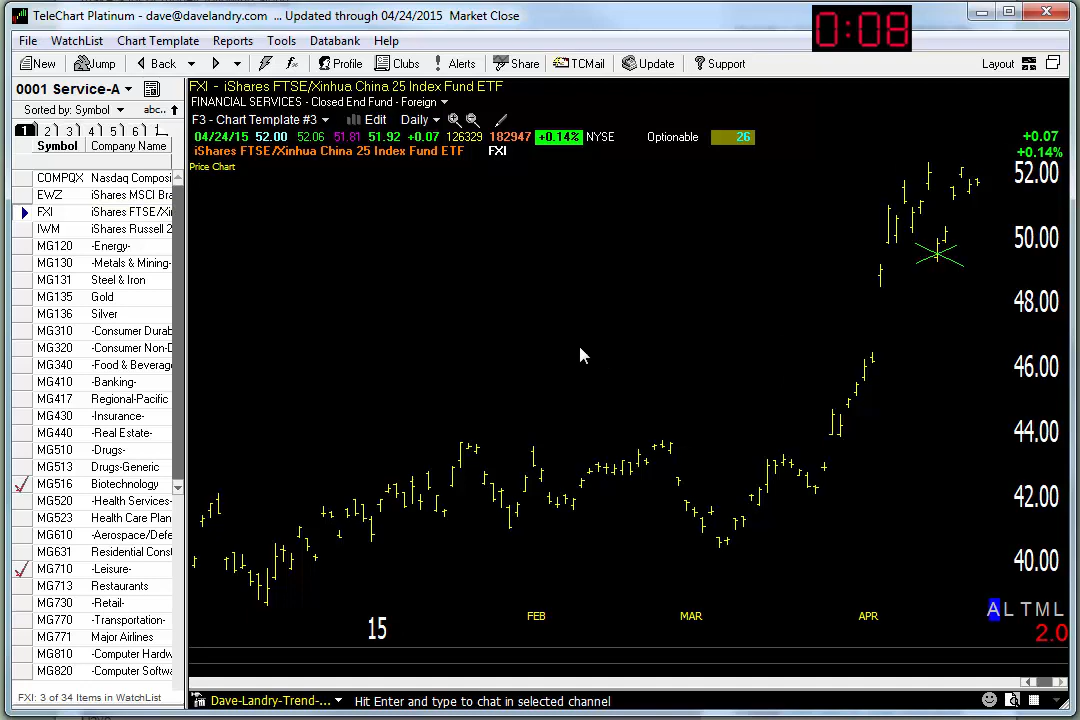 TeleChart Platinum - dave@davelandry.com ... Updated through 04/24/2015 Market Close
0:08
File WatchList Chart Template Reports Tools Databank Help
New Jump Back Profile Clubs Alerts Share TCMail Update Support Layout
0001 Service-A
Sorted by: Symbol abc..
1 2 3 4 5 6
Symbol Company Name
COMPQX Nasdaq Composi
EWZ iShares MSCI Bra
FXI iShares FTSE/Xin
IWM iShares Russell 2
MG120 -Energy-
MG130 -Metals & Mining-
MG131 Steel & Iron
MG135 Gold
MG136 Silver
MG310 -Consumer Durab
MG320 -Consumer Non-D
MG340 -Food & Beverage
MG410 -Banking-
MG417 Regional-Pacific
MG430 -Insurance-
MG440 -Real Estate-
MG510 -Drugs-
MG513 Drugs-Generic
MG516 Biotechnology
MG520 -Health Services-
MG523 Health Care Plan
MG610 -Aerospace/Defe
MG631 Residential Const
MG710 -Leisure-
MG713 Restaurants
MG730 -Retail-
MG770 -Transportation-
MG771 Major Airlines
MG810 -Computer Hardw
MG820 -Computer Softwa
FXI: 3 of 34 Items in WatchList
FXI - iShares FTSE/Xinhua China 25 Index Fund ETF
FINANCIAL SERVICES - Closed End Fund - Foreign
F3 - Chart Template #3 Edit Daily
04/24/15 52.00 52.06 51.81 51.92 +0.07 126329 182947 +0.14% NYSE Optionable 26 +0.07
iShares FTSE/Xinhua China 25 Index Fund ETF FXI +0.14%
Price Chart
52.00
50.00
48.00
46.00
44.00
42.00
40.00
15 FEB MAR APR
A L T M L
2.0
Dave-Landry-Trend-... Hit Enter and type to chat in selected channel